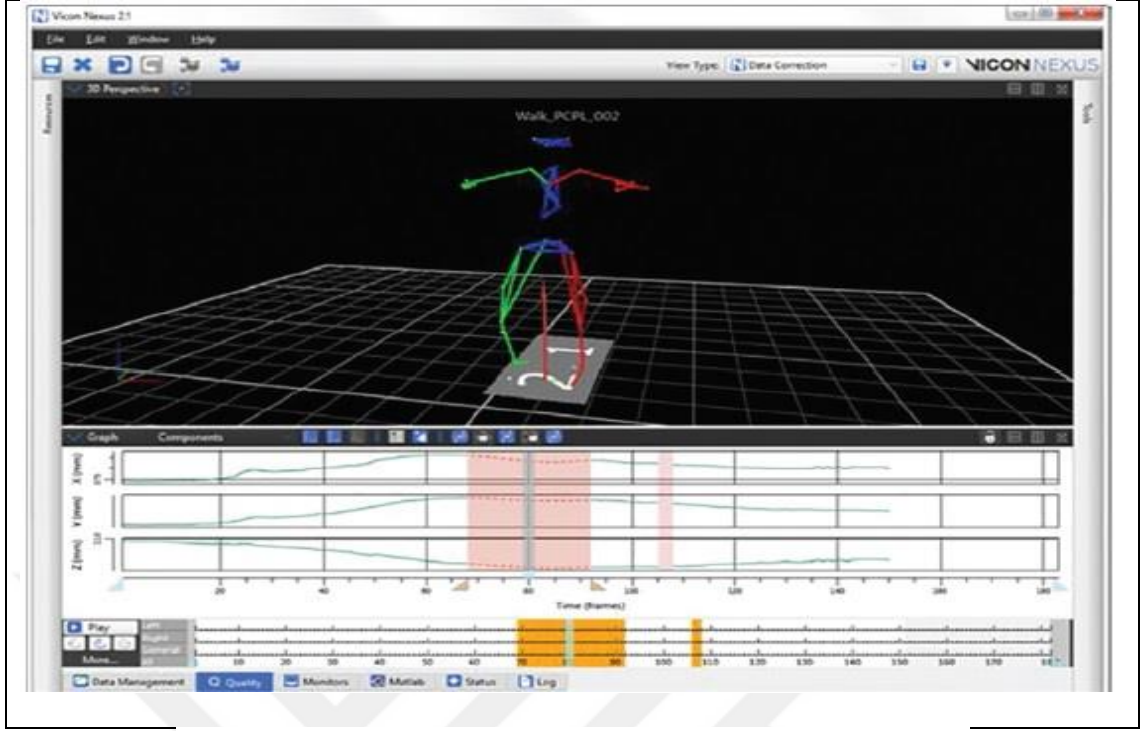 Vicon Nexus 2.1
File Edit Window Help
View Type: Data Correction VICON NEXUS
Resources
3D Perspective
Tools
Walk_PCPL_002
Graph Components
X (mm)
Y (mm)
Z (mm)
20 40 60 80 100 120 140 160 180
Time (frames)
Play
Left
Right
General
More...
10 20 30 40 50 60 70 80 90 100 110 120 130 140 150 160 170
Data Management Quality Monitors Matlab Status Log